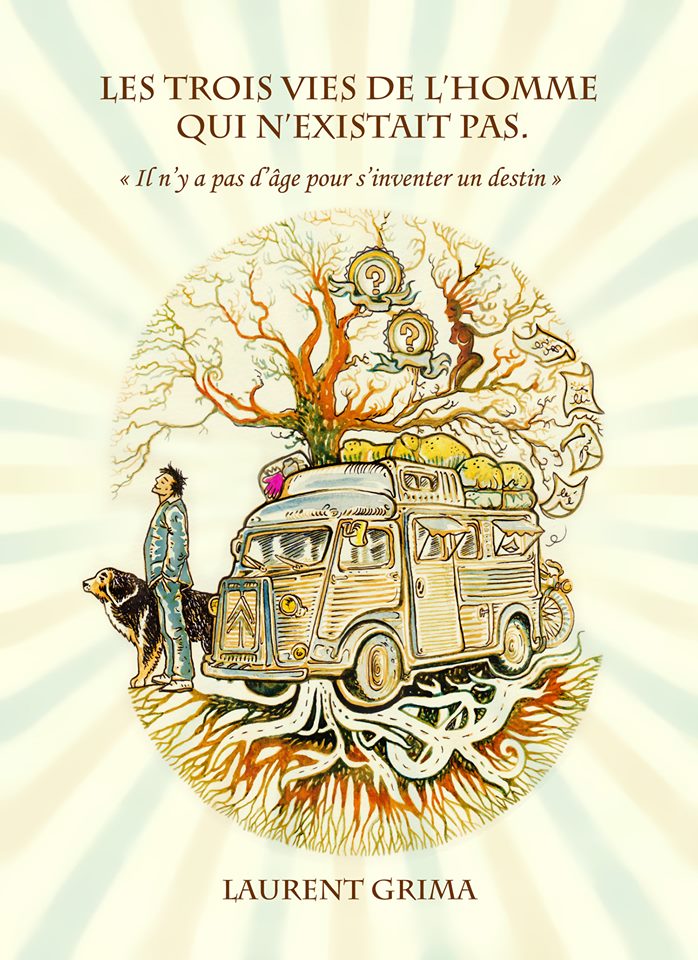 LES TROIS VIES DE L'HOMME
QUI N'EXISTAIT PAS.
« Il n'y a pas d'âge pour s'inventer un destin »
?
?
LAURENT GRIMA